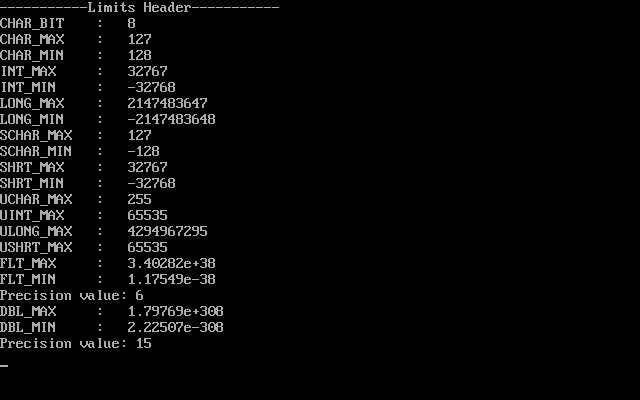 -----------Limits Header-----------
CHAR_BIT : 8
CHAR_MAX : 127
CHAR_MIN : 128
INT_MAX : 32767
INT_MIN : -32768
LONG_MAX : 2147483647
LONG_MIN : -2147483648
SCHAR_MAX : 127
SCHAR_MIN : -128
SHRT_MAX : 32767
SHRT_MIN : -32768
UCHAR_MAX : 255
UINT_MAX : 65535
ULONG_MAX : 4294967295
USHRT_MAX : 65535
FLT_MAX : 3.40282e+38
FLT_MIN : 1.17549e-38
Precision value: 6
DBL_MAX : 1.79769e+308
DBL_MIN : 2.22507e-308
Precision value: 15
_